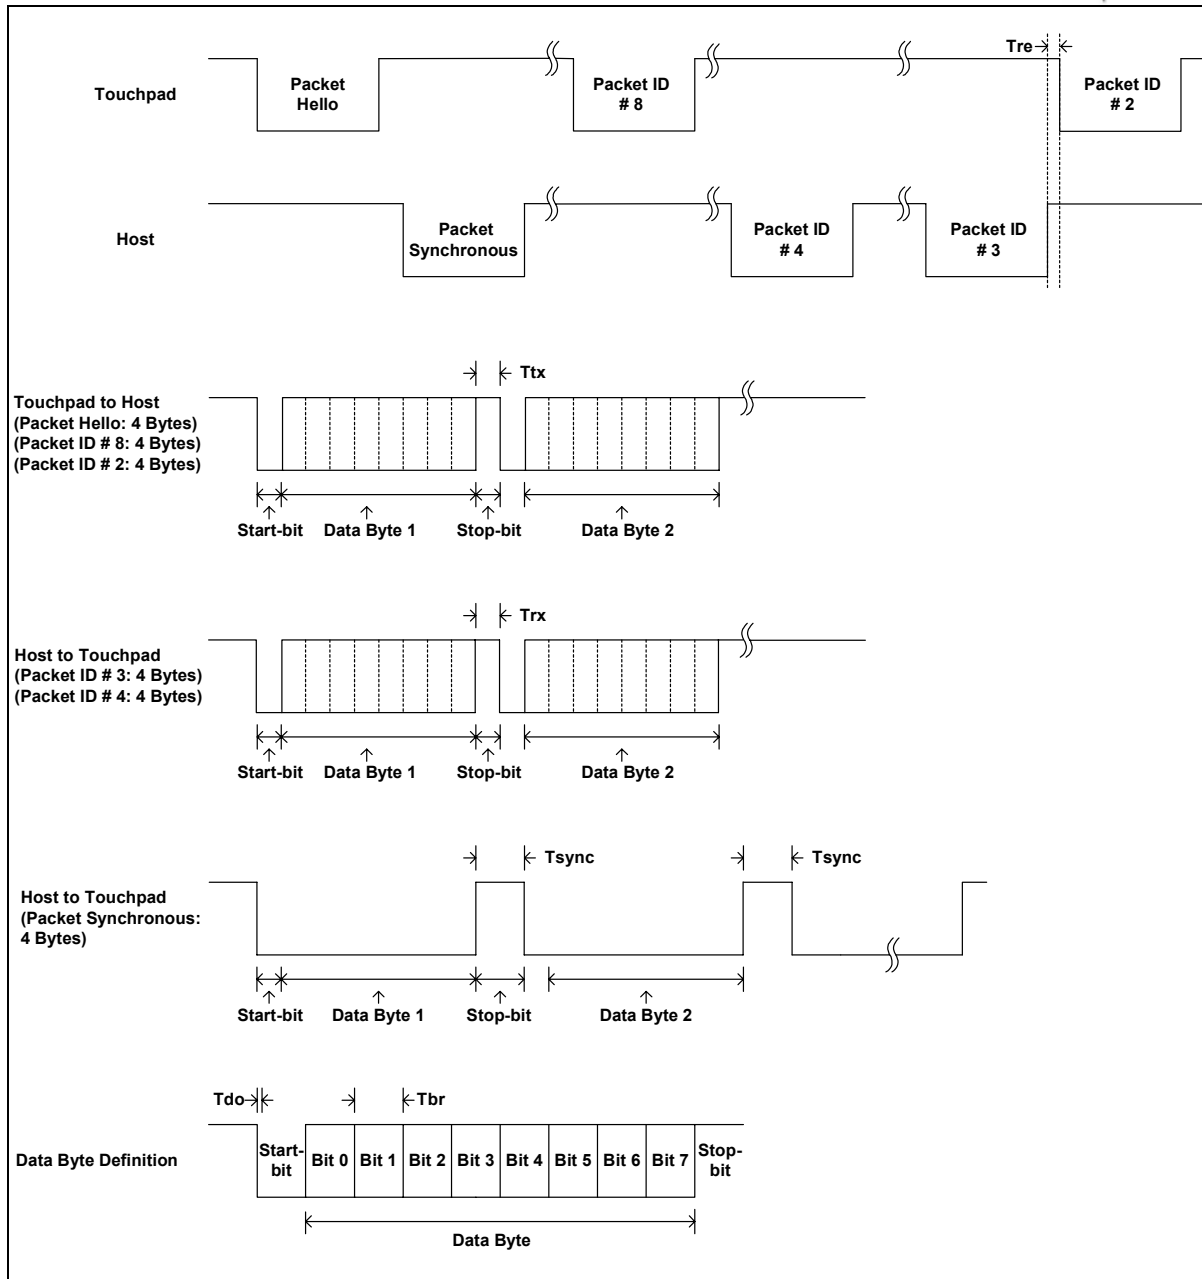 Tre
Touchpad
Packet
Hello
Packet ID
# 8
Packet ID
# 2
Host
Packet
Synchronous
Packet ID
# 4
Packet ID
# 3
Ttx
Touchpad to Host
(Packet Hello: 4 Bytes)
(Packet ID # 8: 4 Bytes)
(Packet ID # 2: 4 Bytes)
Start-bit
Data Byte 1
Stop-bit
Data Byte 2
Trx
Host to Touchpad
(Packet ID # 3: 4 Bytes)
(Packet ID # 4: 4 Bytes)
Start-bit
Data Byte 1
Stop-bit
Data Byte 2
Tsync
Tsync
Host to Touchpad
(Packet Synchronous:
4 Bytes)
Start-bit
Data Byte 1
Stop-bit
Data Byte 2
Tdo
Tbr
Data Byte Definition
Start-
bit
Bit 0
Bit 1
Bit 2
Bit 3
Bit 4
Bit 5
Bit 6
Bit 7
Stop-
bit
Data Byte